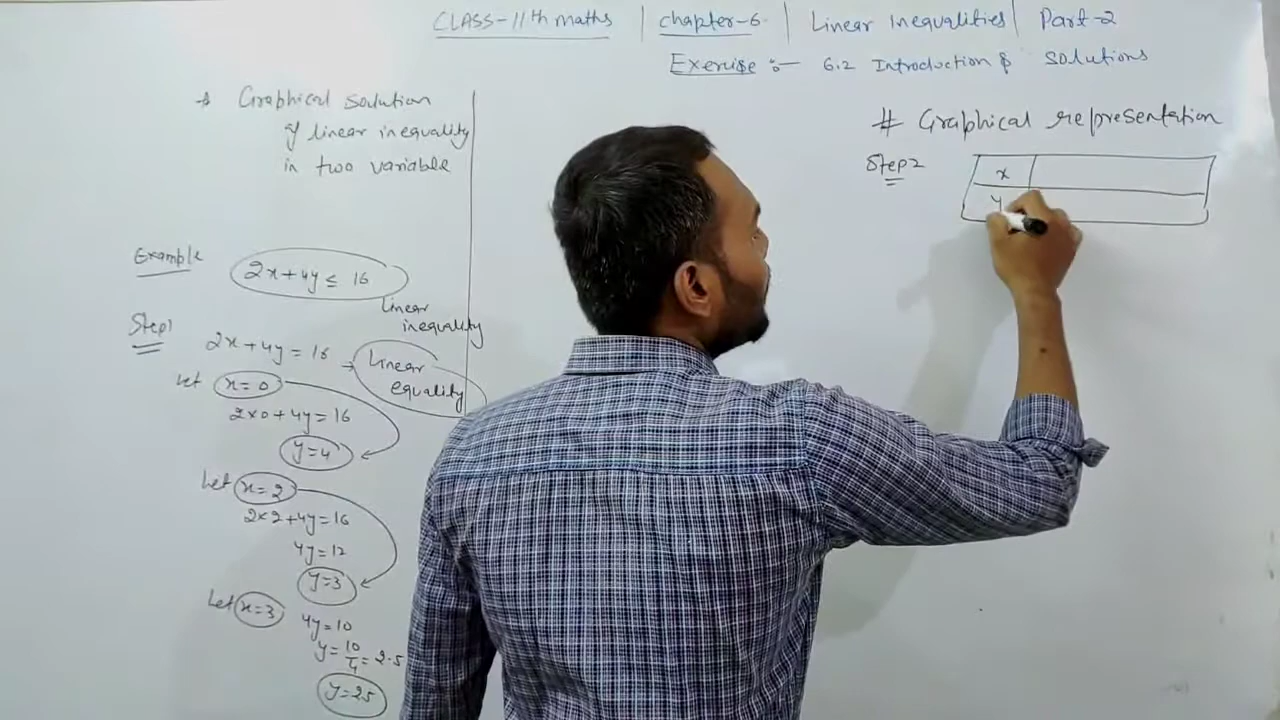 CLASS-11th maths | chapter-6 | Linear Inequalities | Part-2
Exercise :- 6.2 Introduction & Solutions
* Graphical solution
of linear inequality
in two variable
Example 2x+4y ≤ 16
Linear
inequality
Step1
2x+4y = 16 → Linear
equality
Let x=0
2×0+4y=16
y=4
Let x=2
2×2+4y=16
4y=12
y=3
Let x=3
4y=10
y=10/4=2.5
y=2.5
# Graphical representation
Step2
x
y